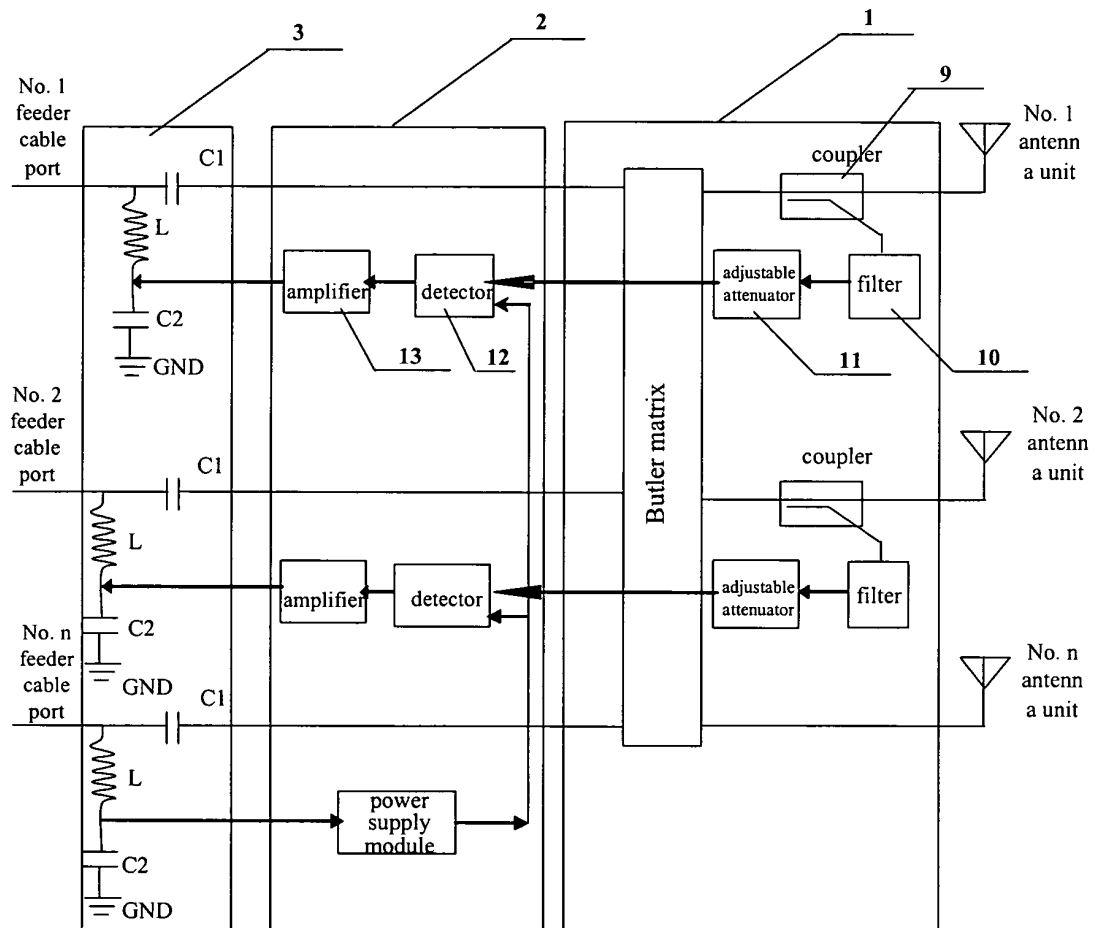 3
2
1
9
No. 1
feeder
cable
port
C1
L
C2
GND
amplifier
13
detector
12
coupler
adjustable
attenuator
11
filter
10
No. 1
antenn
a unit
Butler matrix
No. 2
feeder
cable
port
C1
L
C2
GND
amplifier
detector
coupler
adjustable
attenuator
filter
No. 2
antenn
a unit
No. n
feeder
cable
port
C1
L
C2
GND
power
supply
module
No. n
antenn
a unit